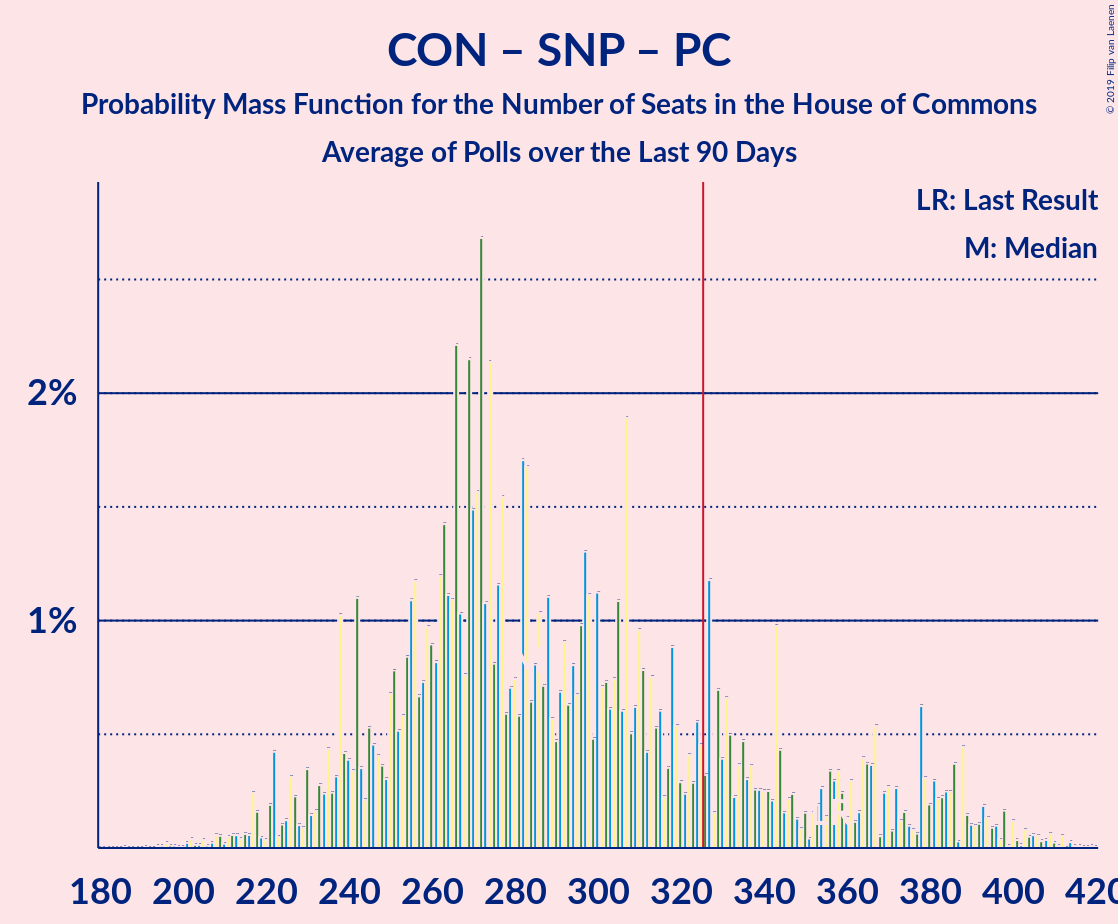 CON – SNP – PC
Probability Mass Function for the Number of Seats in the House of Commons
Average of Polls over the Last 90 Days
© 2019 Filip van Laenen
LR: Last Result
M: Median
2%
1%
180 200 220 240 260 280 300 320 340 360 380 400 420